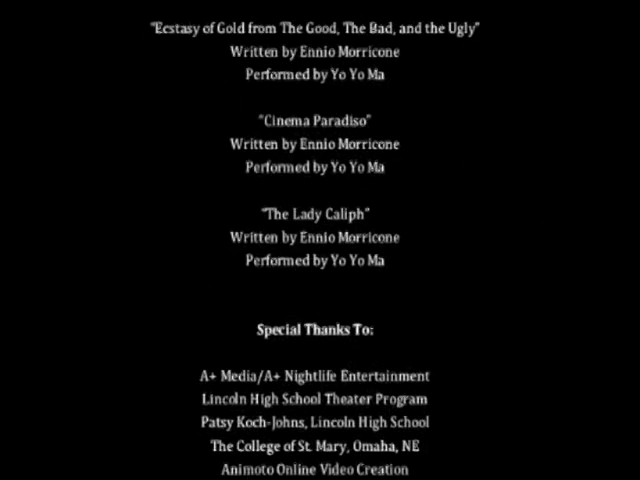 "Ecstasy of Gold from The Good, The Bad, and the Ugly"
Written by Ennio Morricone
Performed by Yo Yo Ma
"Cinema Paradiso"
Written by Ennio Morricone
Performed by Yo Yo Ma
"The Lady Caliph"
Written by Ennio Morricone
Performed by Yo Yo Ma
Special Thanks To:
A+ Media/A+ Nightlife Entertainment
Lincoln High School Theater Program
Patsy Koch-Johns, Lincoln High School
The College of St. Mary, Omaha, NE
Animoto Online Video Creation